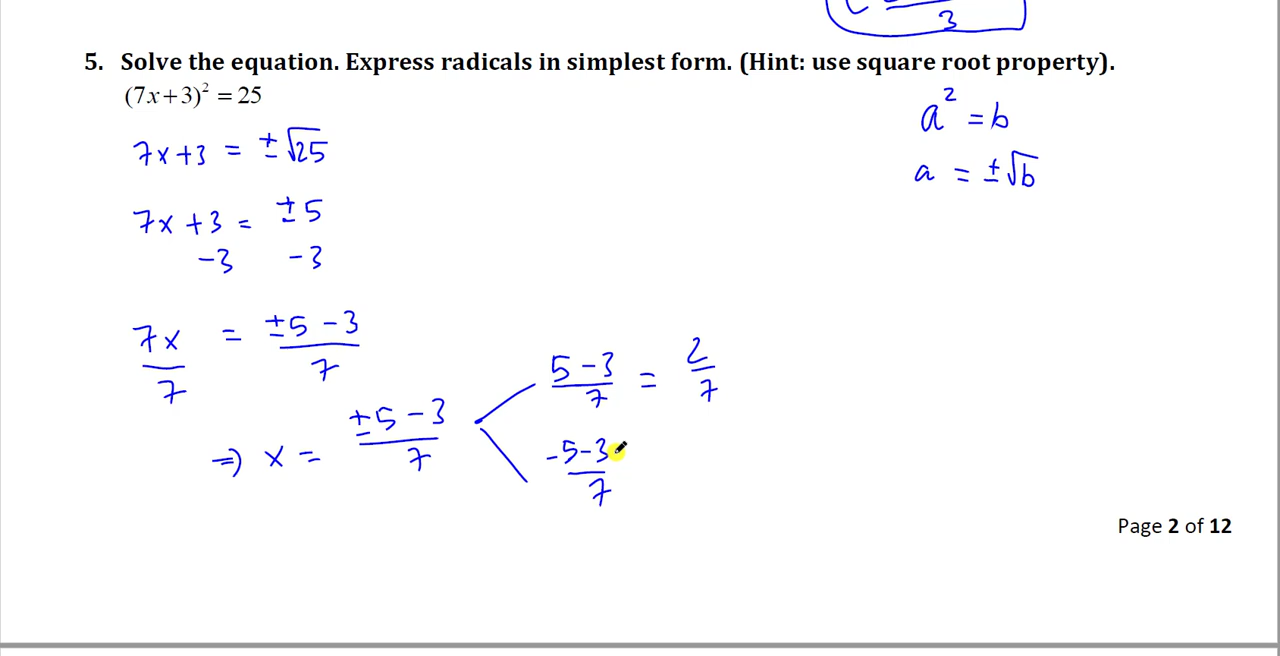 3
5. Solve the equation. Express radicals in simplest form. (Hint: use square root property).
(7x+3)² = 25
a² = b
7x+3 = ±√25
a = ±√b
7x+3 = ±5
-3 -3
7x/7 = ±5-3/7
5-3/7 = 2/7
⇒ x = ±5-3/7
-5-3/7
Page 2 of 12